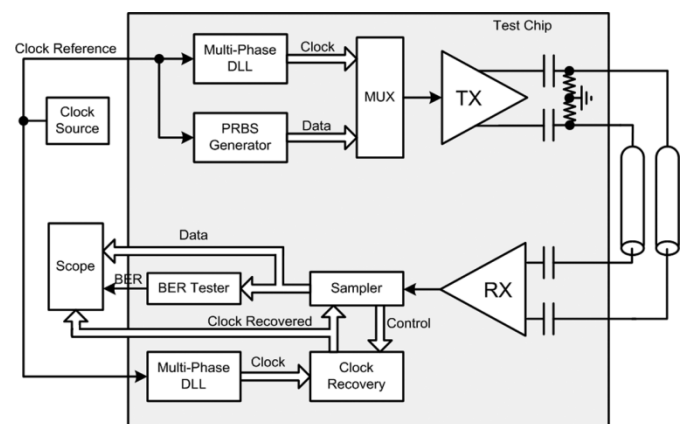 Test Chip
Clock Reference
Multi-Phase
DLL
Clock
MUX
TX
Clock
Source
PRBS
Generator
Data
Data
Scope
BER
BER Tester
Sampler
RX
Clock Recovered
Control
Multi-Phase
DLL
Clock
Clock
Recovery